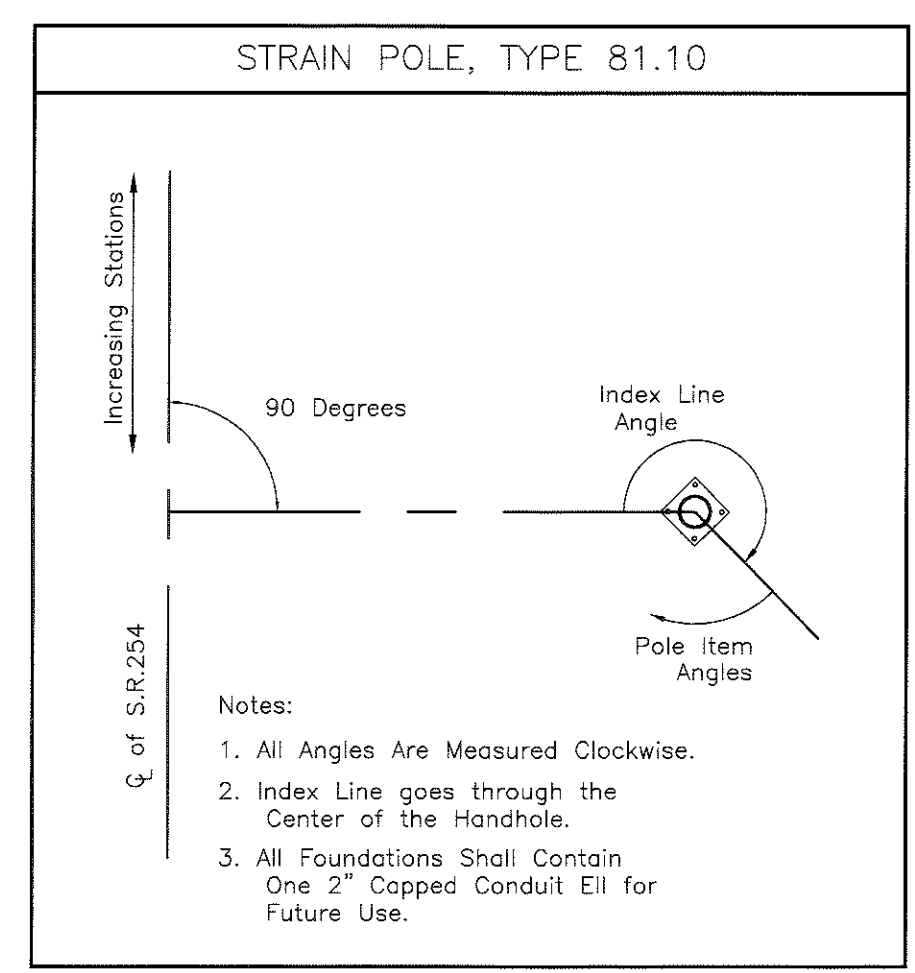 STRAIN POLE, TYPE 81.10
Increasing Stations
90 Degrees
Index Line
Angle
Pole Item
Angles
℄ of S.R.254
Notes:
1. All Angles Are Measured Clockwise.
2. Index Line goes through the
Center of the Handhole.
3. All Foundations Shall Contain
One 2" Capped Conduit Ell for
Future Use.